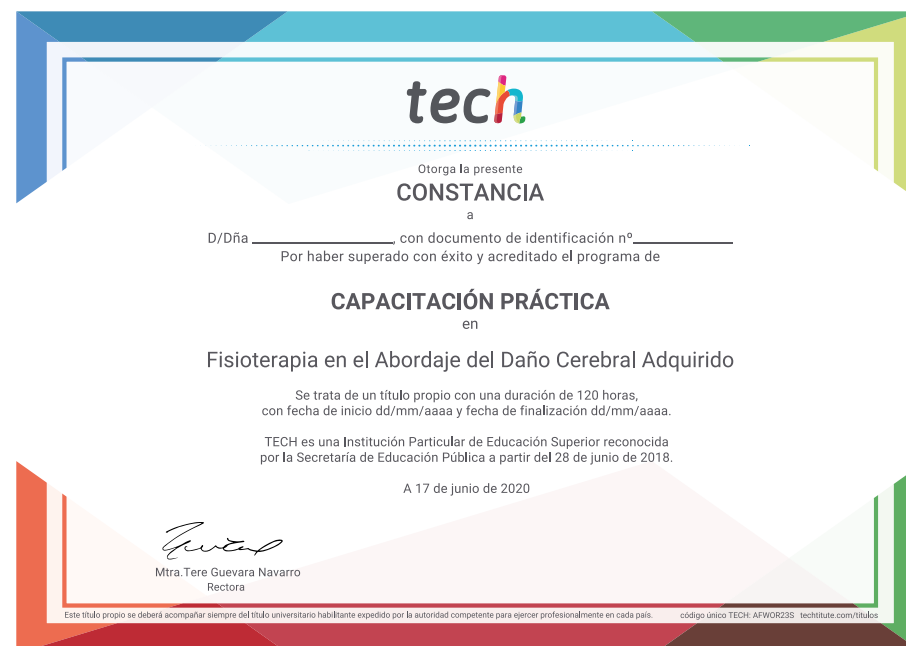 tech
Otorga la presente
CONSTANCIA
a
D/Dña ____________________, con documento de identificación nº______________
Por haber superado con éxito y acreditado el programa de
CAPACITACIÓN PRÁCTICA
en
Fisioterapia en el Abordaje del Daño Cerebral Adquirido
Se trata de un título propio con una duración de 120 horas,
con fecha de inicio dd/mm/aaaa y fecha de finalización dd/mm/aaaa.
TECH es una Institución Particular de Educación Superior reconocida
por la Secretaría de Educación Pública a partir del 28 de junio de 2018.
A 17 de junio de 2020
Mtra.Tere Guevara Navarro
Rectora
Este título propio se deberá acompañar siempre del título universitario habilitante expedido por la autoridad competente para ejercer profesionalmente en cada país. código único TECH: AFWOR23S techtitute.com/titulos